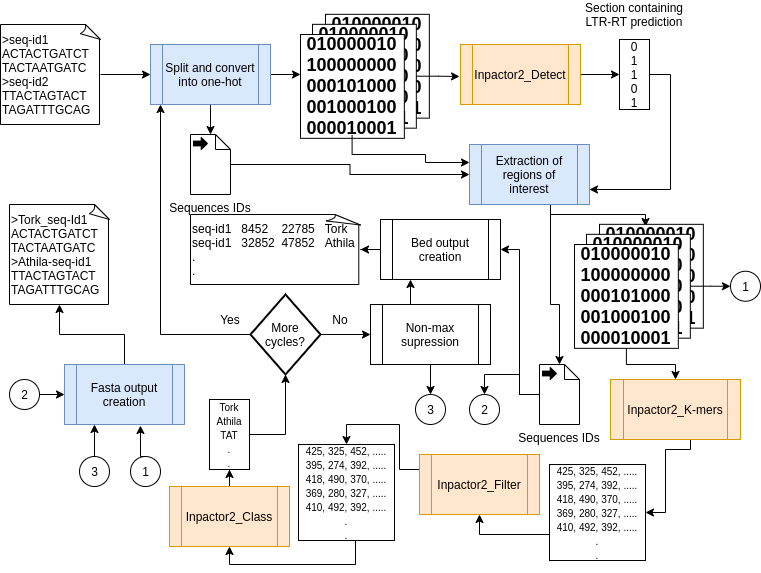 Section containing
LTR-RT prediction
>seq-id1
ACTACTGATCT
TACTAATGATC
>seq-id2
TTACTAGTACT
TAGATTTGCAG
Split and convert
into one-hot
010000010
010000010
010000010
100000000
000101000
001000100
000010001
Inpactor2_Detect
0
1
1
0
1
Extraction of
regions of
interest
Sequences IDs
>Tork_seq-Id1
ACTACTGATCT
TACTAATGATC
>Athila-seq-id1
TTACTAGTACT
TAGATTTGCAG
seq-id1 8452 22785 Tork
seq-id1 32852 47852 Athila
.
.
Bed output
creation
010000010
010000010
010000010
100000000
000101000
001000100
000010001
1
Yes
More
cycles?
No
Non-max
supression
Fasta output
creation
2
3
1
3
2
Sequences IDs
Inpactor2_K-mers
Tork
Athila
TAT
.
.
425, 325, 452, .....
395, 274, 392, .....
418, 490, 370, .....
369, 280, 327, .....
410, 492, 392, .....
.
.
Inpactor2_Filter
425, 325, 452, .....
395, 274, 392, .....
418, 490, 370, .....
369, 280, 327, .....
410, 492, 392, .....
.
.
Inpactor2_Class